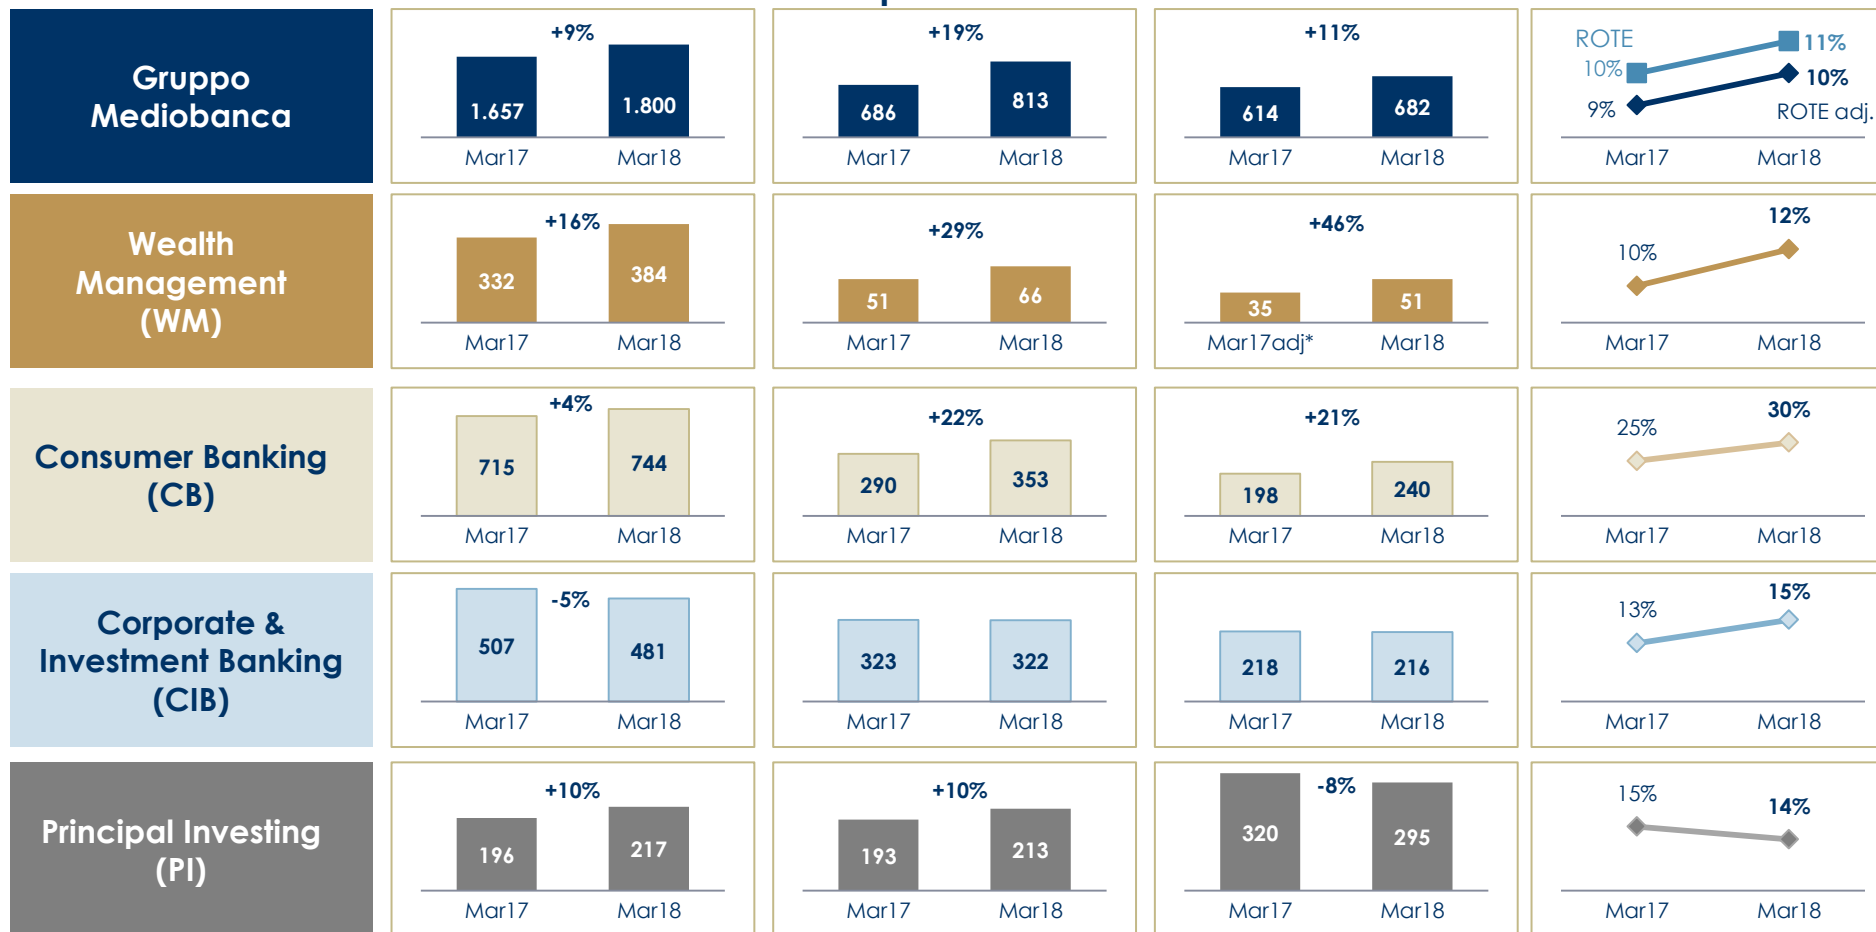 Gruppo
Mediobanca
+9%
1.657
1.800
Mar17
Mar18
+19%
686
813
Mar17
Mar18
+11%
614
682
Mar17
Mar18
ROTE
10%
11%
9%
10%
ROTE adj.
Mar17
Mar18
Wealth
Management
(WM)
+16%
332
384
Mar17
Mar18
+29%
51
66
Mar17
Mar18
+46%
35
51
Mar17adj*
Mar18
10%
12%
Mar17
Mar18
Consumer Banking
(CB)
+4%
715
744
Mar17
Mar18
+22%
290
353
Mar17
Mar18
+21%
198
240
Mar17
Mar18
25%
30%
Mar17
Mar18
Corporate &
Investment Banking
(CIB)
-5%
507
481
Mar17
Mar18
323
322
Mar17
Mar18
218
216
Mar17
Mar18
13%
15%
Mar17
Mar18
Principal Investing
(PI)
+10%
196
217
Mar17
Mar18
+10%
193
213
Mar17
Mar18
-8%
320
295
Mar17
Mar18
15%
14%
Mar17
Mar18